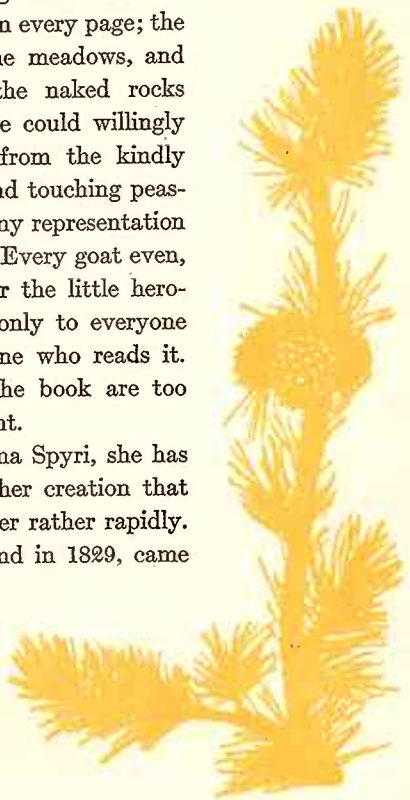 n every page; the
e meadows, and
the naked rocks
e could willingly
from the kindly
nd touching peas-
ny representation
Every goat even,
r the little hero-
only to everyone
ne who reads it.
he book are too
nt.
na Spyri, she has
her creation that
er rather rapidly.
nd in 1829, came